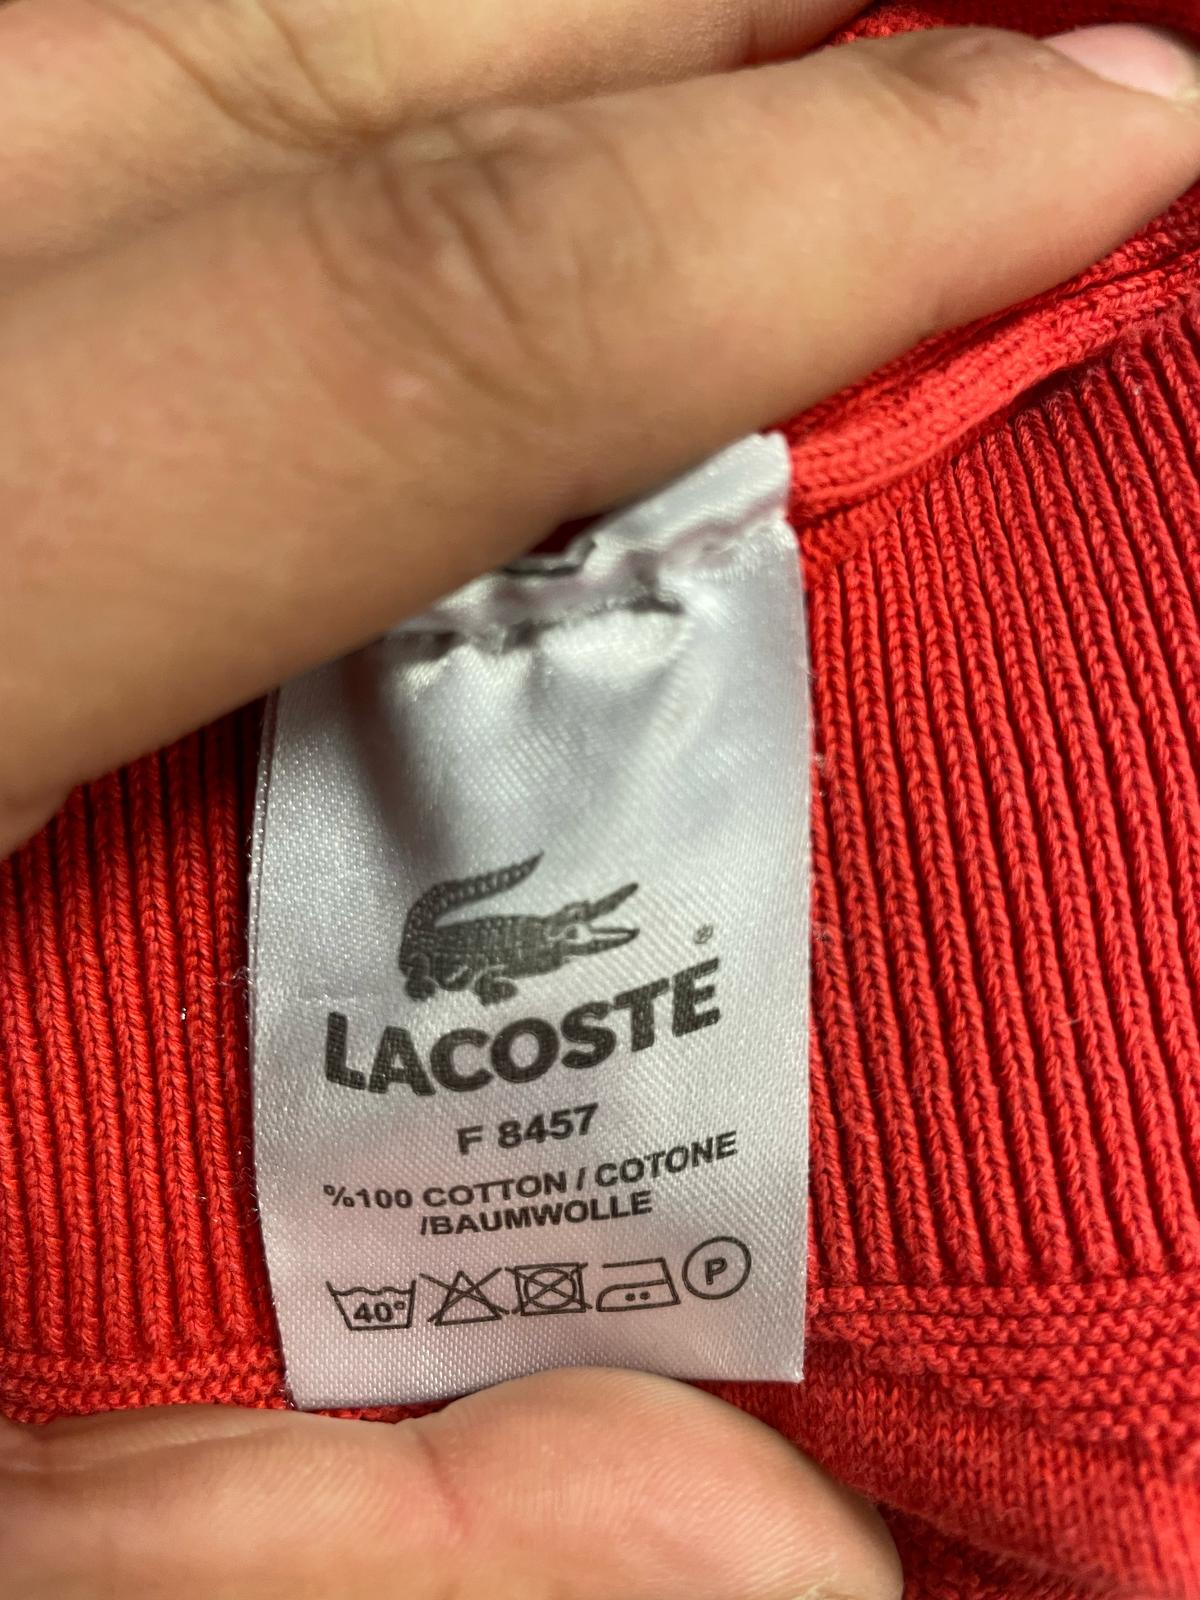 LACOSTE®
F 8457
%100 COTTON / COTONE
/BAUMWOLLE
40° P